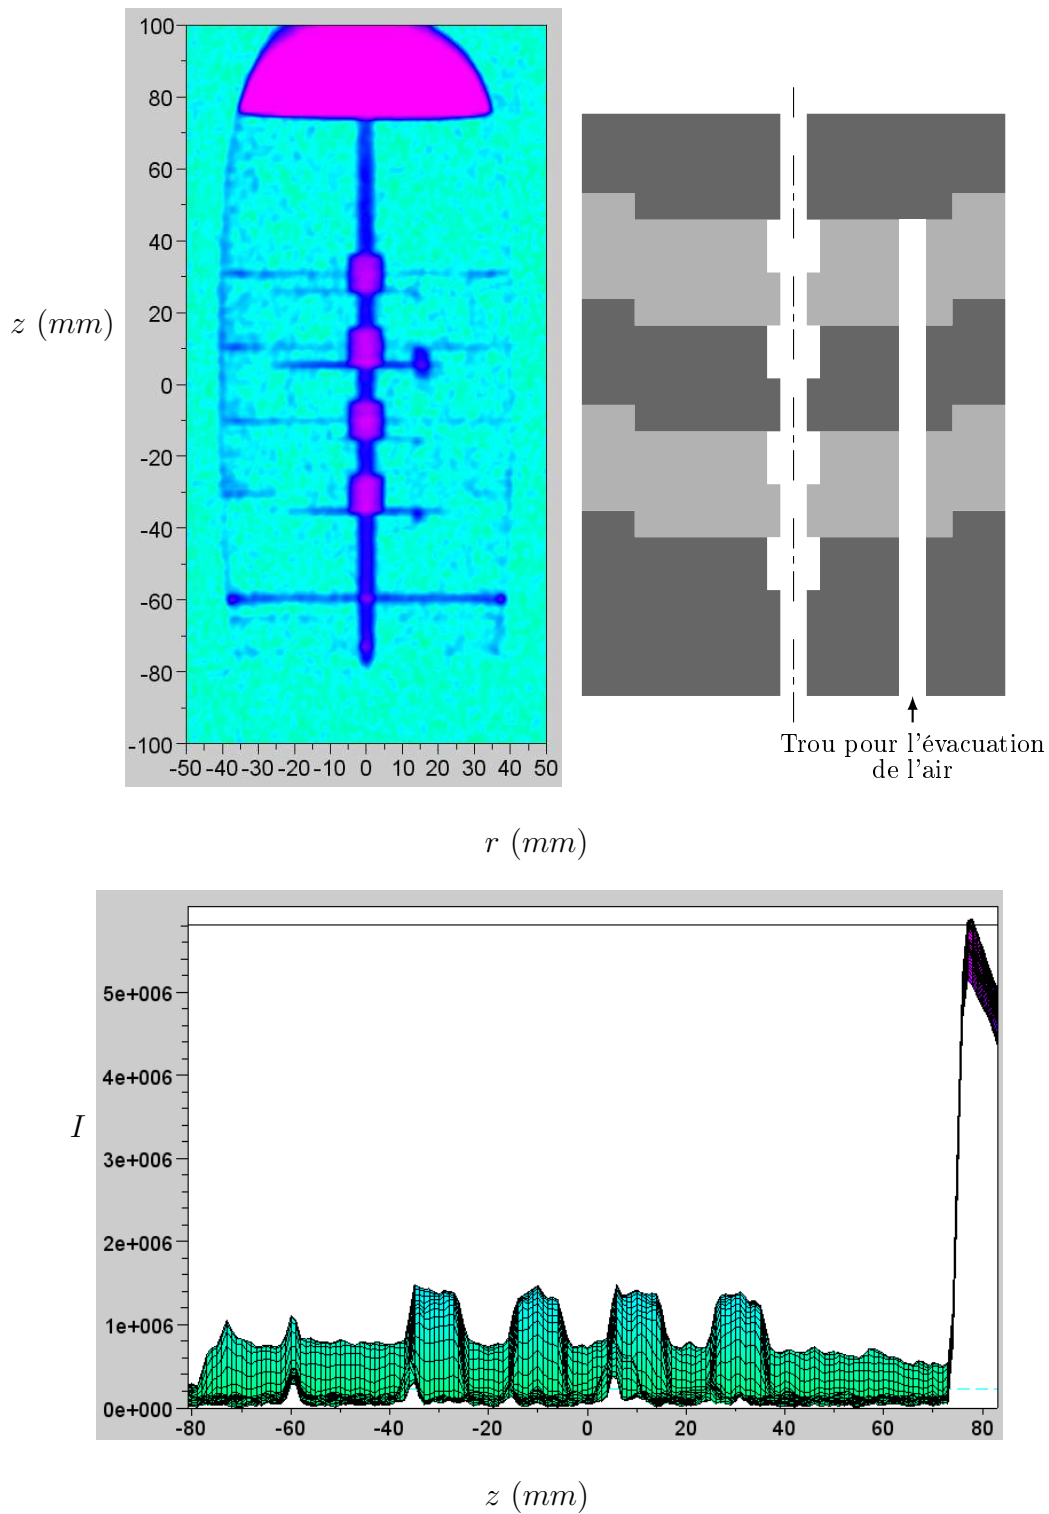 100
80
60
40
20
0
-20
-40
-60
-80
-100
z (mm)
-50 -40 -30 -20 -10 0 10 20 30 40 50
Trou pour l'évacuation
de l'air
r (mm)
5e+006
4e+006
3e+006
2e+006
1e+006
0e+000
I
-80 -60 -40 -20 0 20 40 60 80
z (mm)